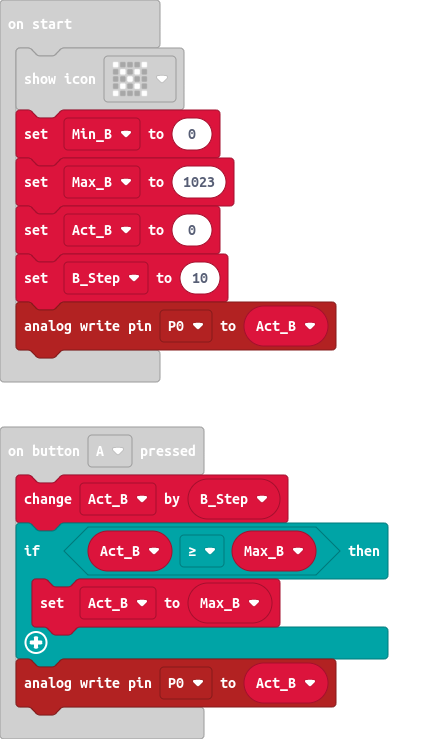 on start
show icon
set Min_B to 0
set Max_B to 1023
set Act_B to 0
set B_Step to 10
analog write pin P0 to Act_B
on button A pressed
change Act_B by B_Step
if Act_B ≥ Max_B then
set Act_B to Max_B
analog write pin P0 to Act_B